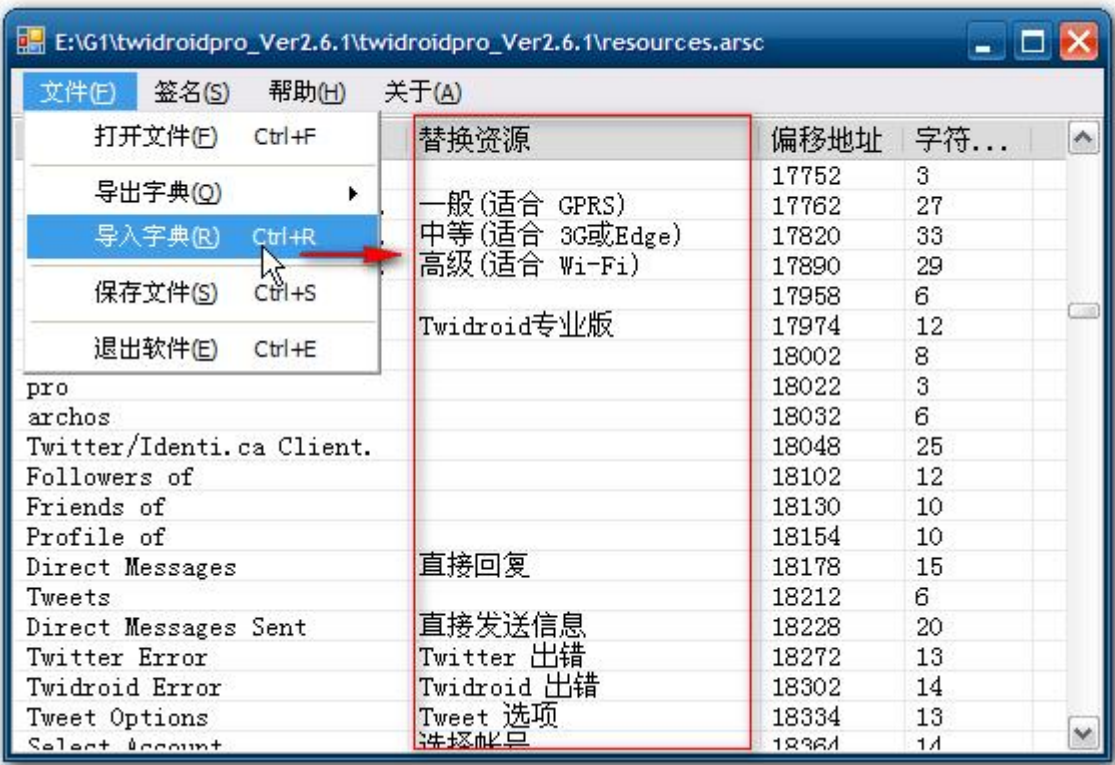 E:\G1\twidroidpro_Ver2.6.1\twidroidpro_Ver2.6.1\resources.arsc
文件(F) 签名(S) 帮助(H) 关于(A)
打开文件(F) Ctrl+F
导出字典(Q)
导入字典(R) Ctrl+R
保存文件(S) Ctrl+S
退出软件(E) Ctrl+E
替换资源 偏移地址 字符...
17752 3
一般(适合 GPRS) 17762 27
中等(适合 3G或Edge) 17820 33
高级(适合 Wi-Fi) 17890 29
17958 6
Twidroid专业版 17974 12
18002 8
pro 18022 3
archos 18032 6
Twitter/Identi.ca Client. 18048 25
Followers of 18102 12
Friends of 18130 10
Profile of 18154 10
Direct Messages 直接回复 18178 15
Tweets 18212 6
Direct Messages Sent 直接发送信息 18228 20
Twitter Error Twitter 出错 18272 13
Twidroid Error Twidroid 出错 18302 14
Tweet Options Tweet 选项 18334 13
Select Account 选择帐号 18364 14